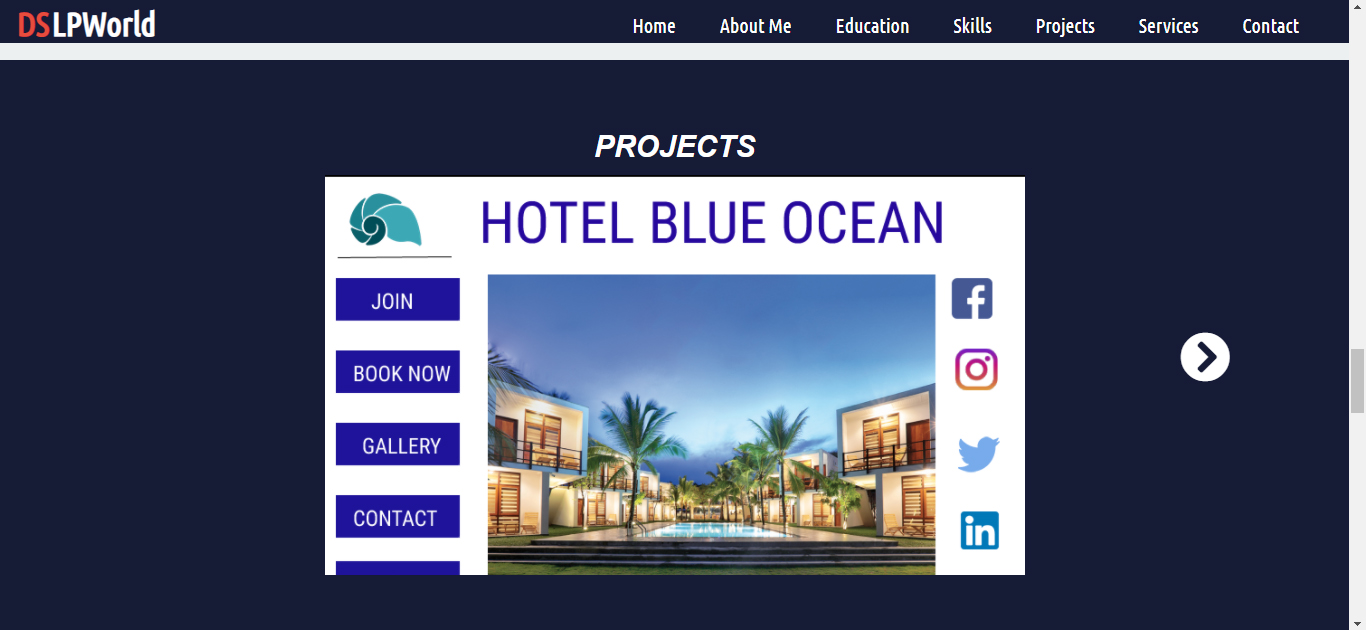 DSLPWorld Home About Me Education Skills Projects Services Contact
PROJECTS
HOTEL BLUE OCEAN
JOIN
BOOK NOW
GALLERY
CONTACT